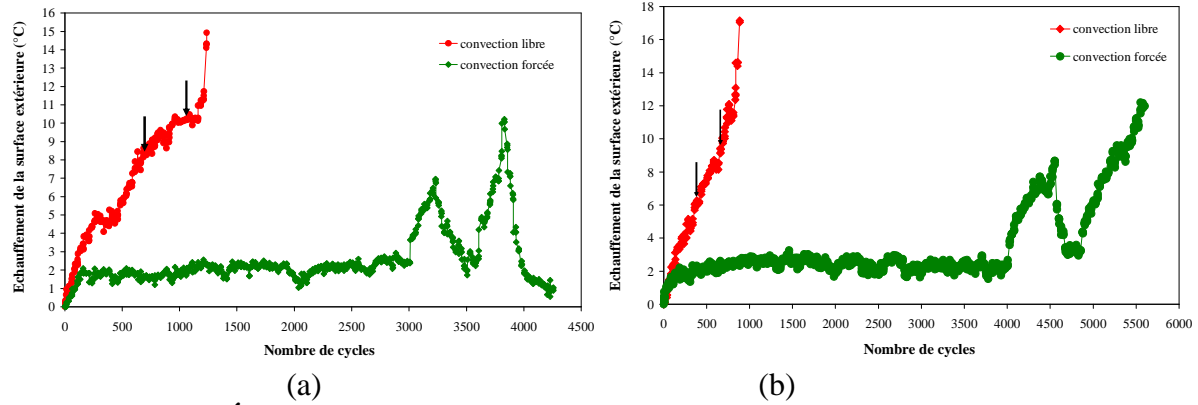 Echauffement de la surface extérieure (°C)
16
15
14
13
12
11
10
9
8
7
6
5
4
3
2
1
0
convection libre
convection forcée
0 500 1000 1500 2000 2500 3000 3500 4000 4500
Nombre de cycles
(a)
Echauffement de la surface extérieure (°C)
18
16
14
12
10
8
6
4
2
0
convection libre
convection forcée
0 500 1000 1500 2000 2500 3000 3500 4000 4500 5000 5500 6000
Nombre de cycles
(b)